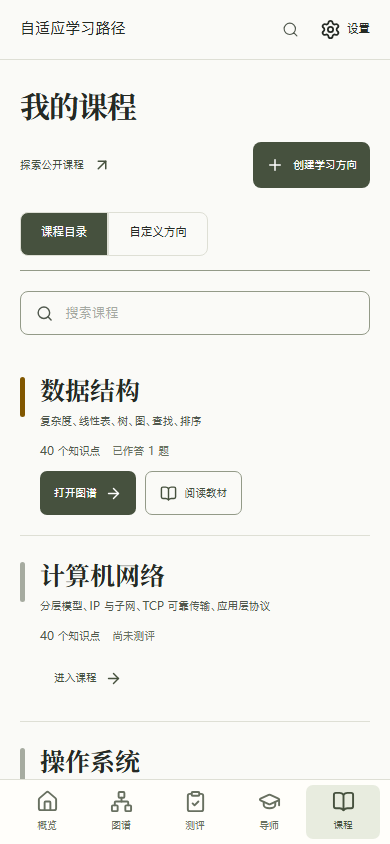 自适应学习路径
设置
我的课程
探索公开课程
创建学习方向
课程目录
自定义方向
搜索课程
数据结构
复杂度、线性表、树、图、查找、排序
40 个知识点 已作答 1 题
打开图谱
阅读教材
计算机网络
分层模型、IP 与子网、TCP 可靠传输、应用层协议
40 个知识点 尚未测评
进入课程
操作系统
概览
图谱
测评
导师
课程